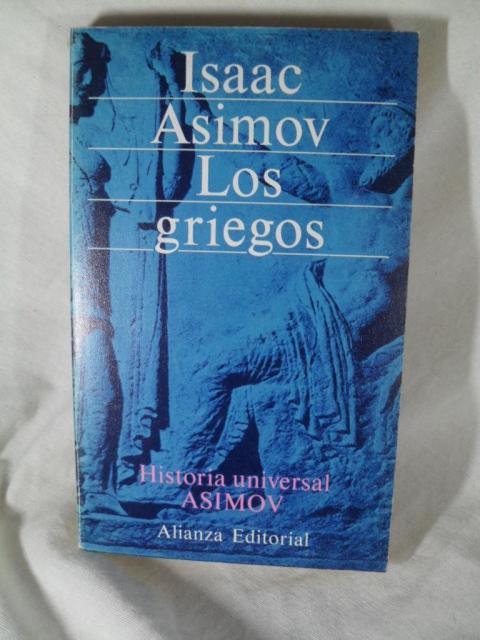 Isaac
Asimov
Los
griegos
Historia universal
ASIMOV
Alianza Editorial